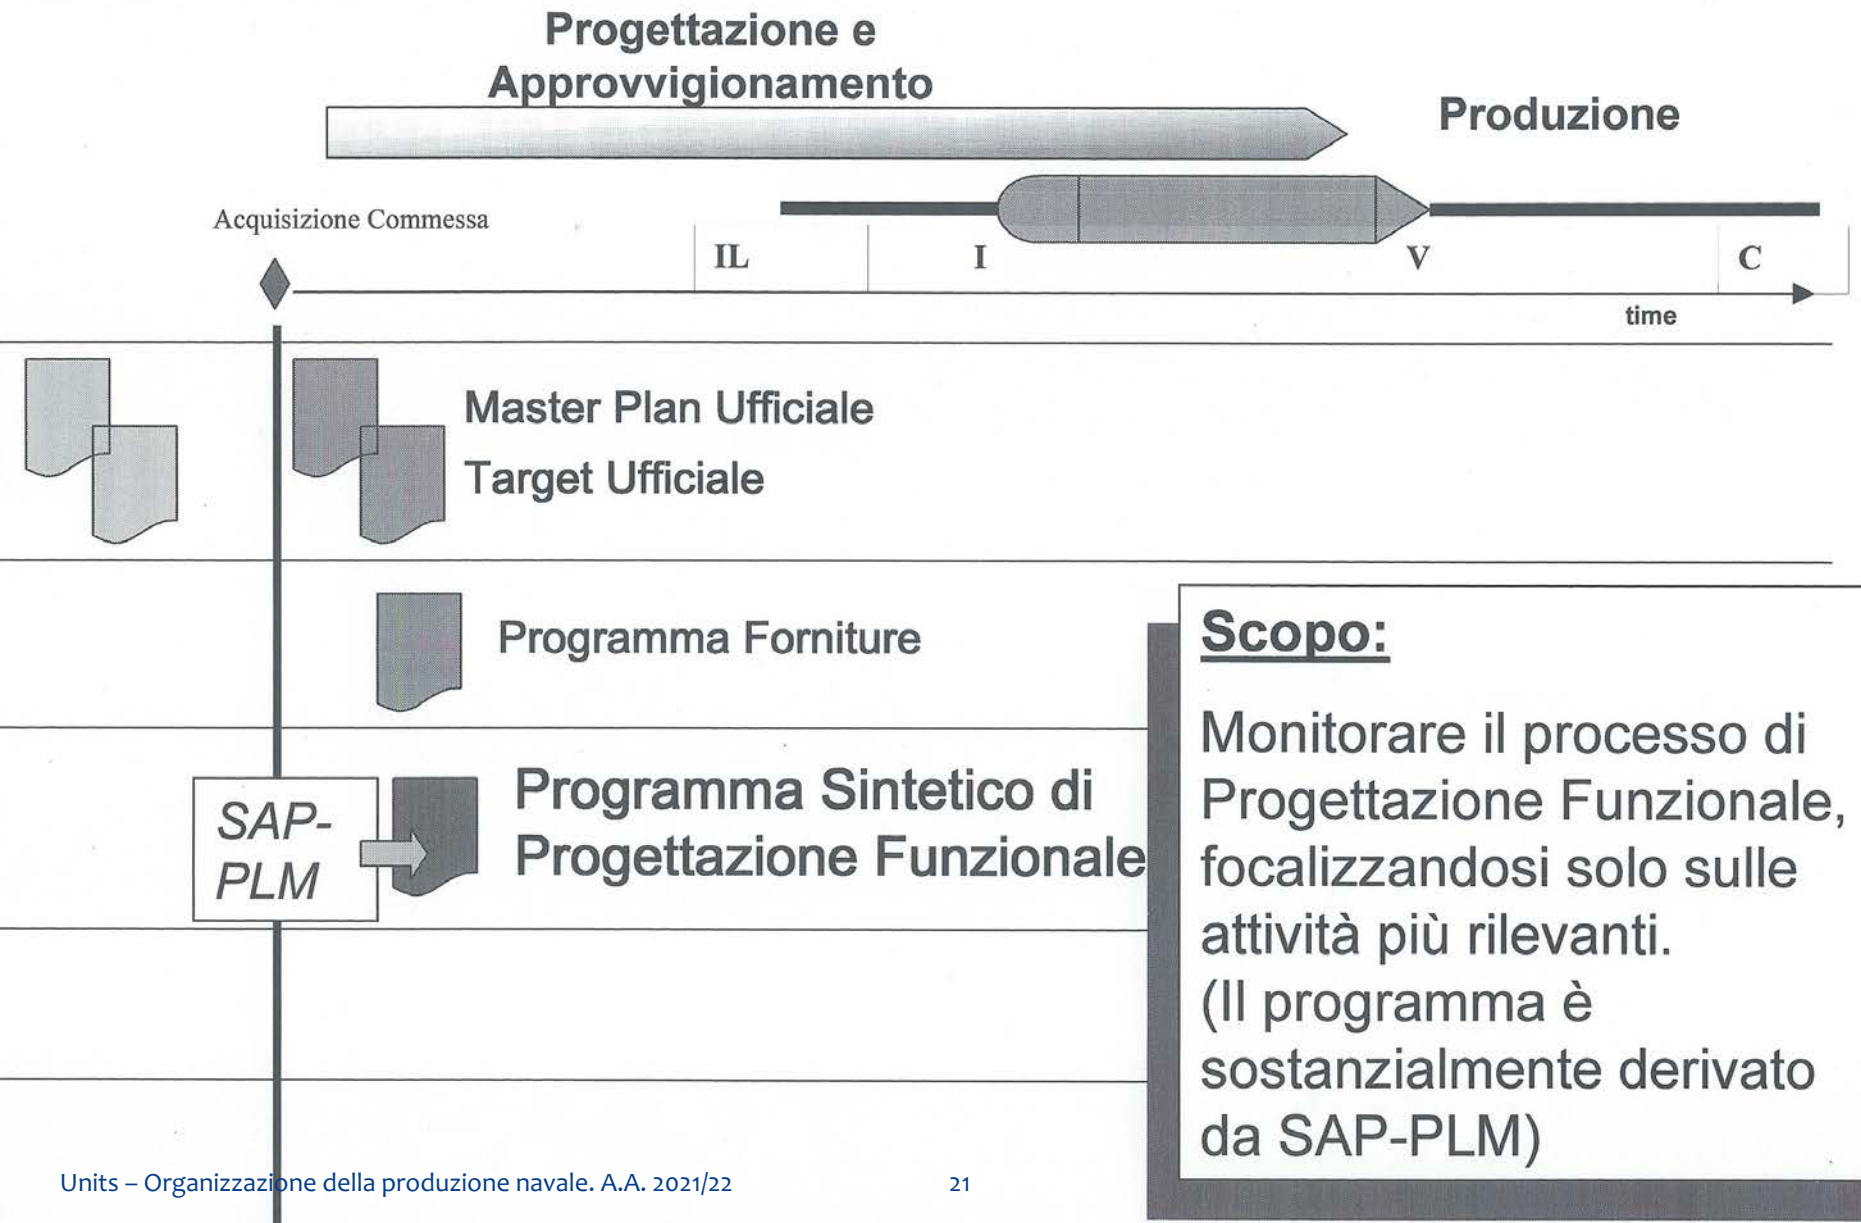 Progettazione e
Approvvigionamento
Produzione
Acquisizione Commessa
IL
I
V
C
time
Master Plan Ufficiale
Target Ufficiale
Programma Forniture
SAP-
PLM
Programma Sintetico di
Progettazione Funzionale
Scopo:
Monitorare il processo di
Progettazione Funzionale,
focalizzandosi solo sulle
attività più rilevanti.
(Il programma è
sostanzialmente derivato
da SAP-PLM)
Units – Organizzazione della produzione navale. A.A. 2021/22
21